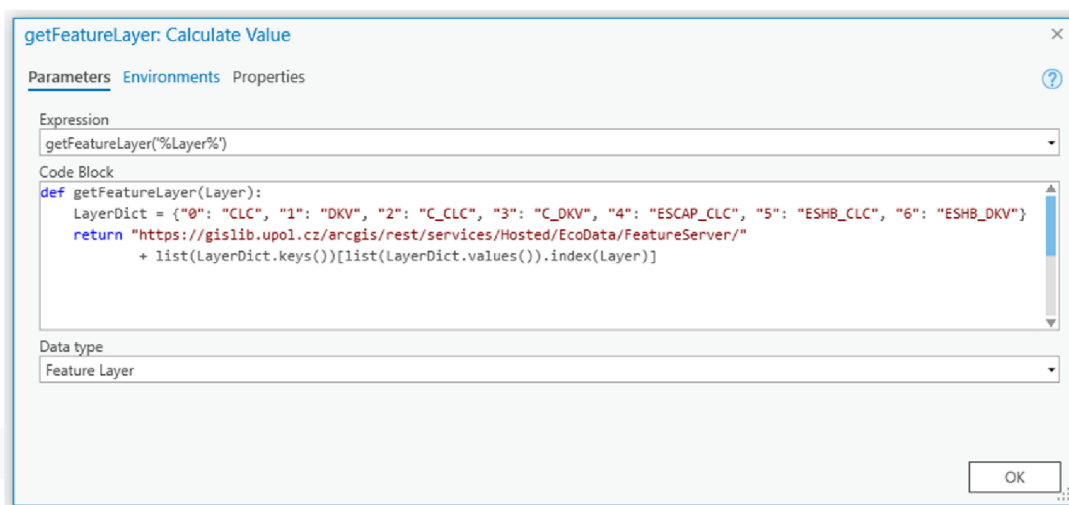 getFeatureLayer: Calculate Value
Parameters Environments Properties
Expression
getFeatureLayer('%Layer%')
Code Block
def getFeatureLayer(Layer):
    LayerDict = {"0": "CLC", "1": "DKV", "2": "C_CLC", "3": "C_DKV", "4": "ESCAP_CLC", "5": "ESHB_CLC", "6": "ESHB_DKV"}
    return "https://gislib.upol.cz/arcgis/rest/services/Hosted/EcoData/FeatureServer/"
            + list(LayerDict.keys())[list(LayerDict.values()).index(Layer)]
Data type
Feature Layer
OK